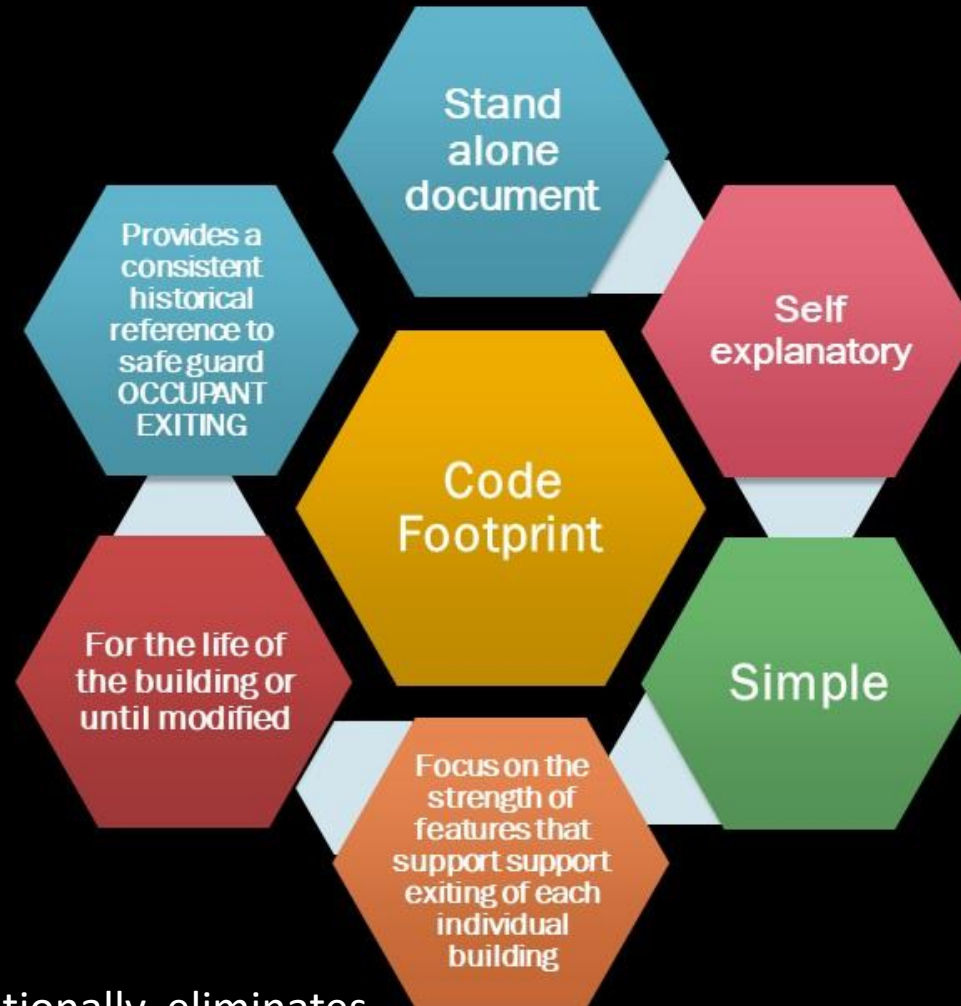 Stand
alone
document
Self
explanatory
Simple
Focus on the
strength of
features that
support support
exiting of each
individual
building
For the life of
the building or
until modified
Provides a
consistent
historical
reference to
safe guard
OCCUPANT
EXITING
Code
Footprint
eliminates